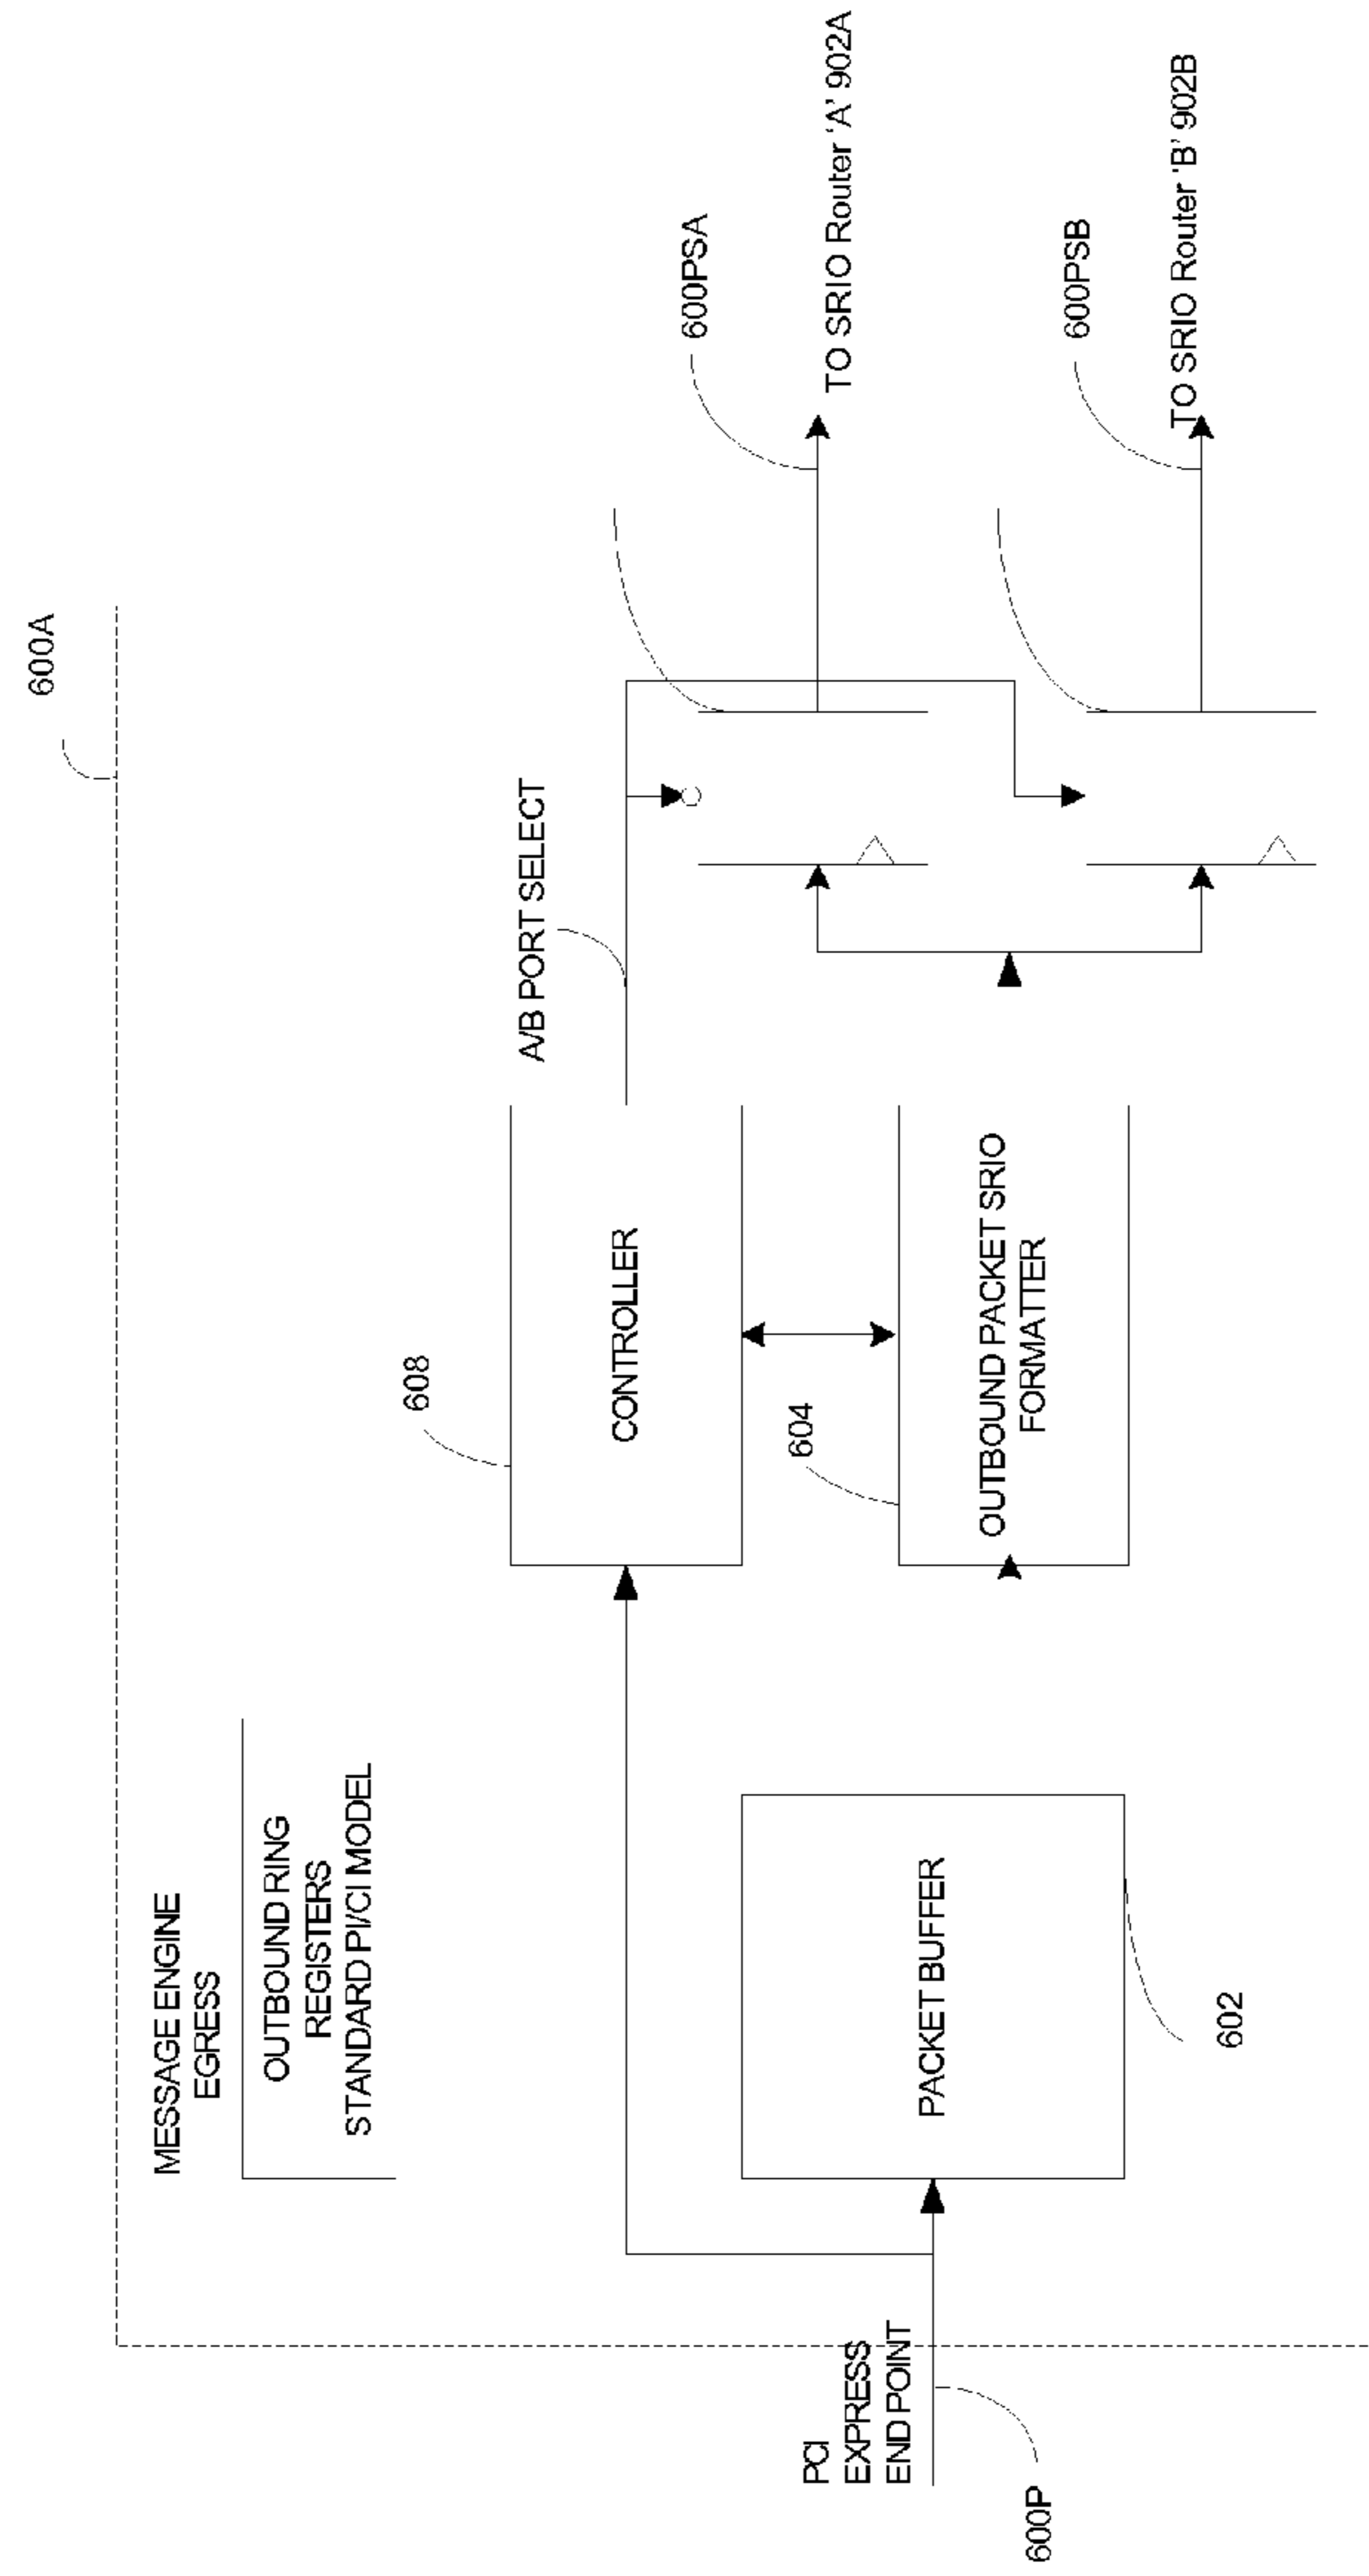 600A
MESSAGE ENGINE
EGRESS
OUTBOUND RING
REGISTERS
STANDARD PI/CI MODEL
608
CONTROLLER
A/B PORT SELECT
600PSA
TO SRIO Router 'A' 902A
604
OUTBOUND PACKET SRIO
FORMATTER
600PSB
TO SRIO Router 'B' 902B
PCI
EXPRESS
END POINT
600P
PACKET BUFFER
602